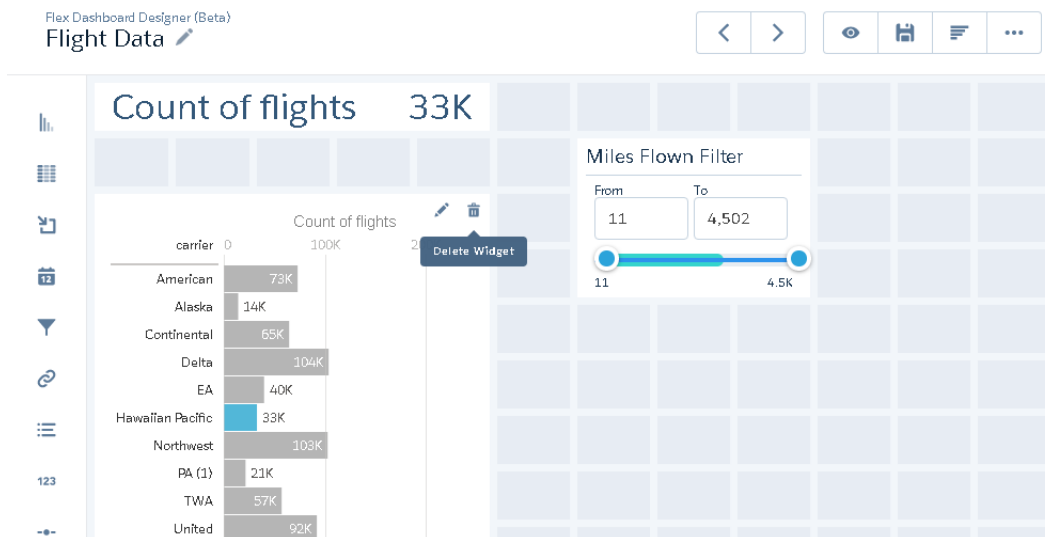 Flex Dashboard Designer (Beta)
Flight Data
Count of flights 33K
Miles Flown Filter
From To
11 4,502
11 4.5K
12
123
Count of flights
Delete Widget
carrier 0 100K
American 73K
Alaska 14K
Continental 65K
Delta 104K
EA 40K
Hawaiian Pacific 33K
Northwest 103K
PA (1) 21K
TWA 57K
United 92K